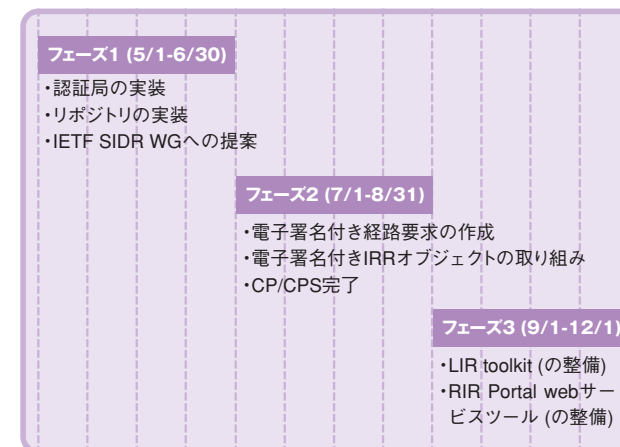 フェーズ1 (5/1-6/30)
・認証局の実装
・リポジトリの実装
・IETF SIDR WGへの提案
フェーズ2 (7/1-8/31)
・電子署名付き経路要求の作成
・電子署名付きIRRオブジェクトの取り組み
・CP/CPS完了
フェーズ3 (9/1-12/1)
・LIR toolkit (の整備)
・RIR Portal webサー
ビスツール (の整備)